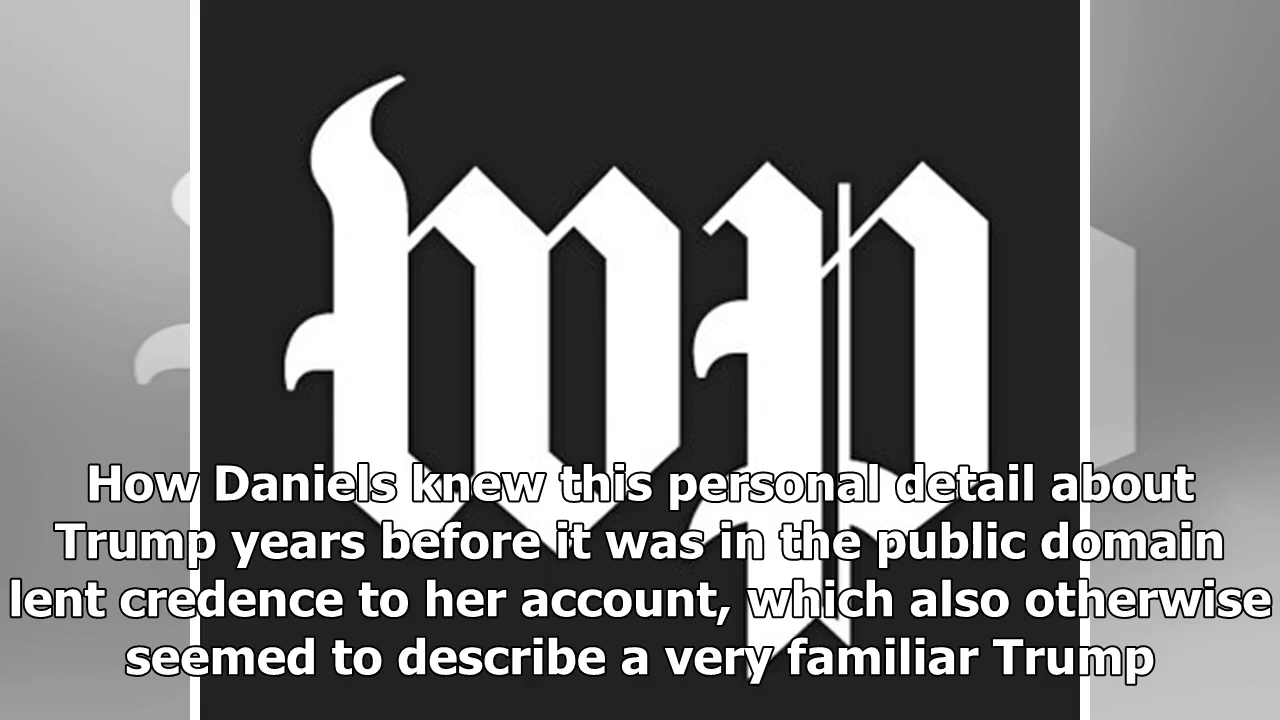 wp
How Daniels knew this personal detail about
Trump years before it was in the public domain
lent credence to her account, which also otherwise
seemed to describe a very familiar Trump